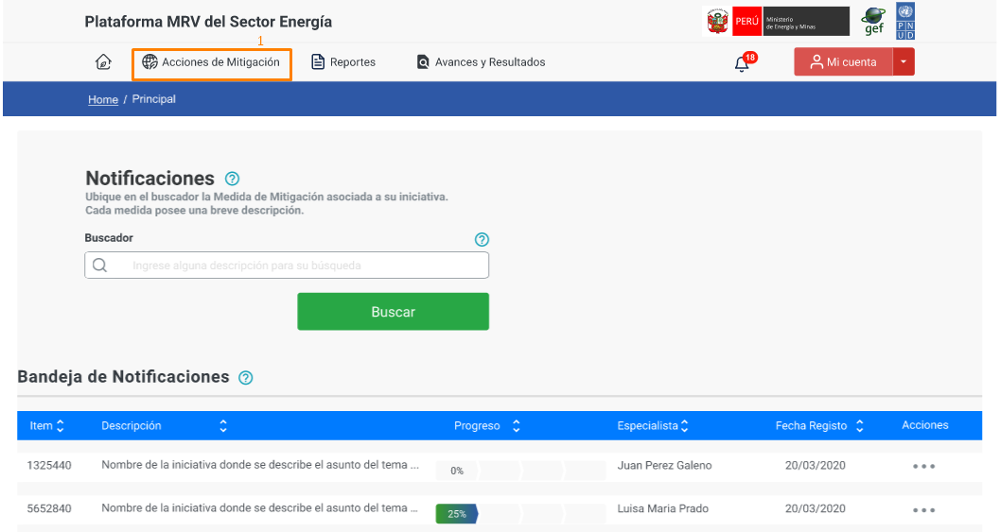 Plataforma MRV del Sector Energía
PERÚ Ministerio
de Energía y Minas
gef
P N
U D
1
Acciones de Mitigación Reportes Avances y Resultados 18 Mi cuenta
Home / Principal
Notificaciones ?
Ubique en el buscador la Medida de Mitigación asociada a su iniciativa.
Cada medida posee una breve descripción.
Buscador ?
Ingrese alguna descripción para su búsqueda
Buscar
Bandeja de Notificaciones ?
Item Descripción Progreso Especialista Fecha Registo Acciones
1325440 Nombre de la iniciativa donde se describe el asunto del tema ... 0% Juan Perez Galeno 20/03/2020 •••
5652840 Nombre de la iniciativa donde se describe el asunto del tema ... 25% Luisa Maria Prado 20/03/2020 •••